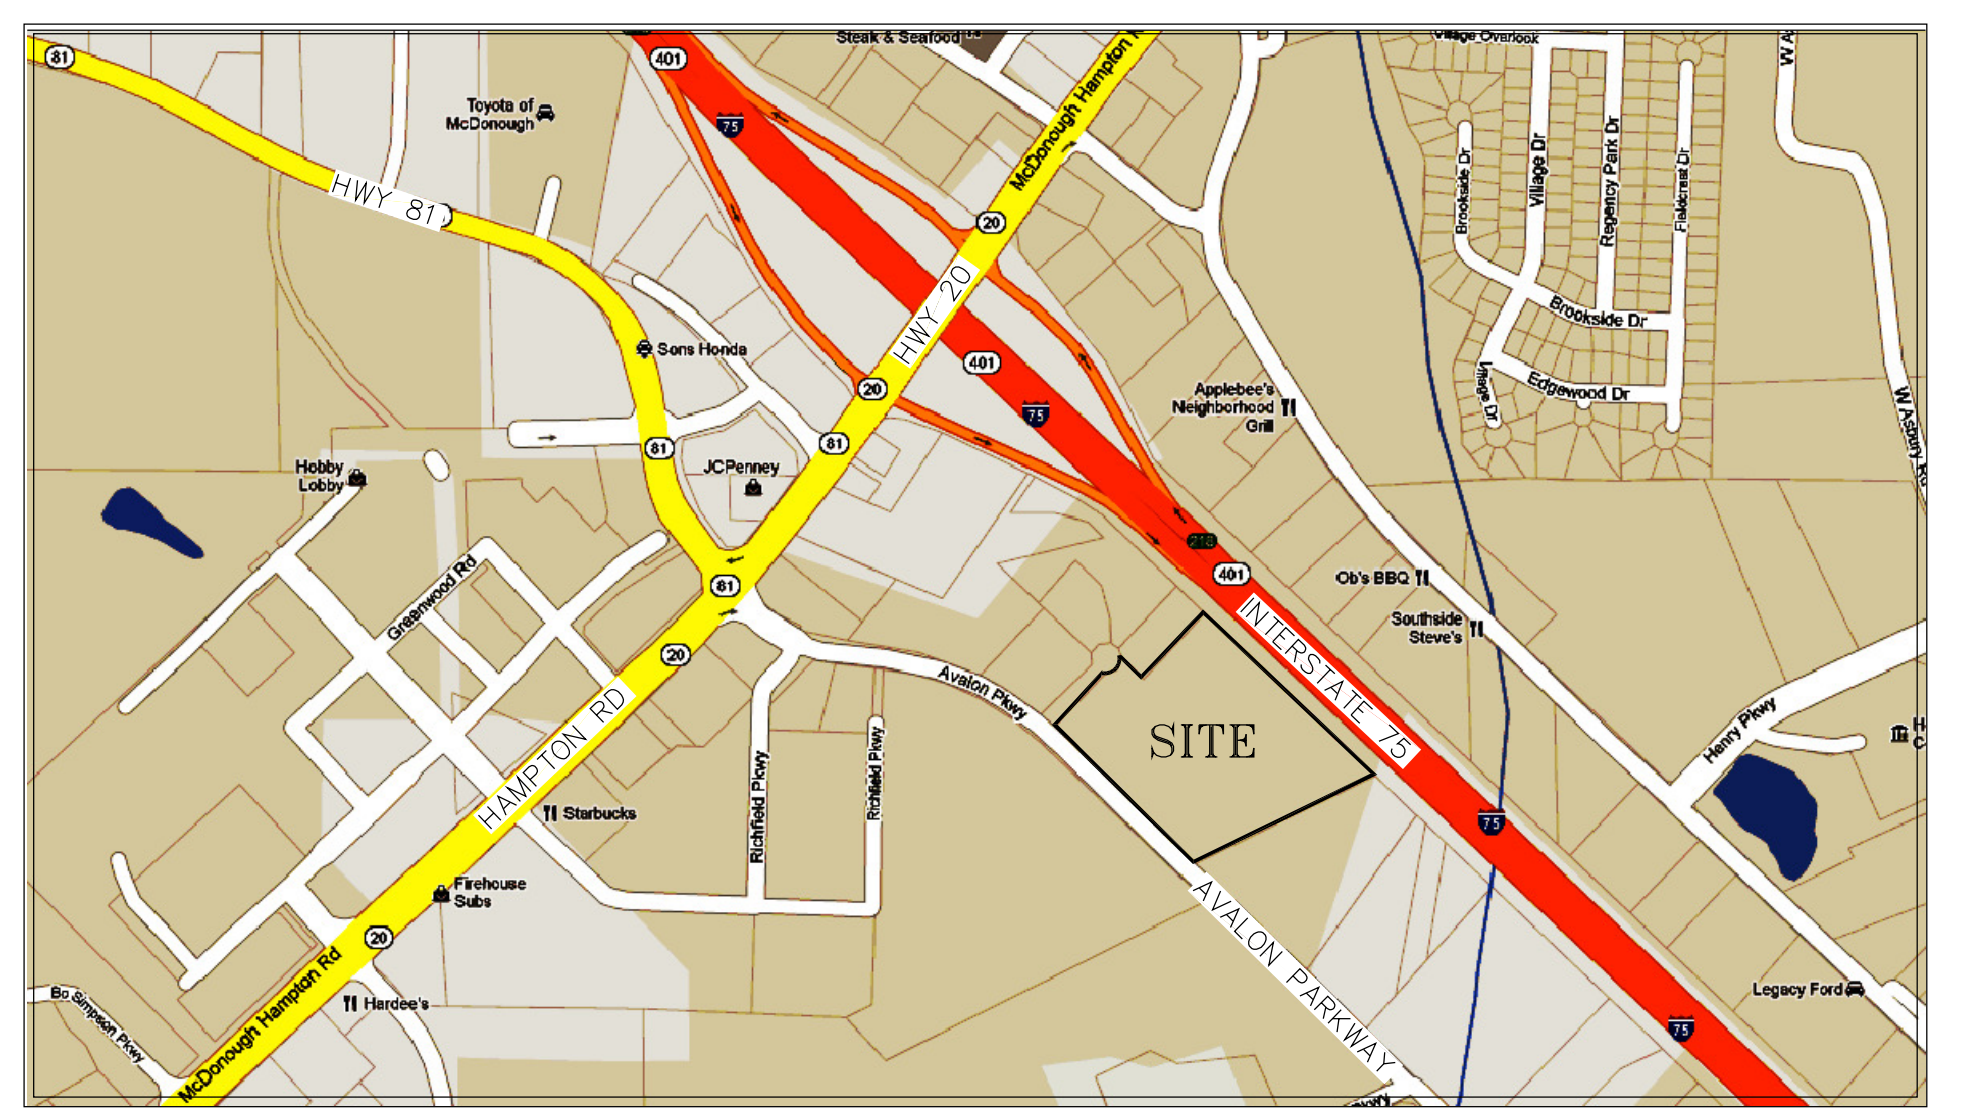 81
401
Steak & Seafood
McDonough Hampton
Village Overlook
Toyota of
McDonough
75
HWY 81
20
Brookside Dr
Village Dr
Regency Park Dr
Fieldcrest Dr
HWY 20
Brookside Dr
Sons Honda
401
20
75
Applebee's
Neighborhood
Grill
Village Dr
Edgewood Dr
W Asbury Rd
81
81
Hobby
Lobby
JCPenney
218
401
Ob's BBQ
81
Greenwood Rd
Southside
Steve's
20
INTERSTATE 75
Avalon Pkwy
HAMPTON RD
SITE
Henry Pkwy
Richfield Pkwy
Richfield Pkwy
Starbucks
75
Firehouse
Subs
AVALON PARKWAY
20
McDonough Hampton Rd
Hardee's
Bo Simpson Pkwy
Legacy Ford
75